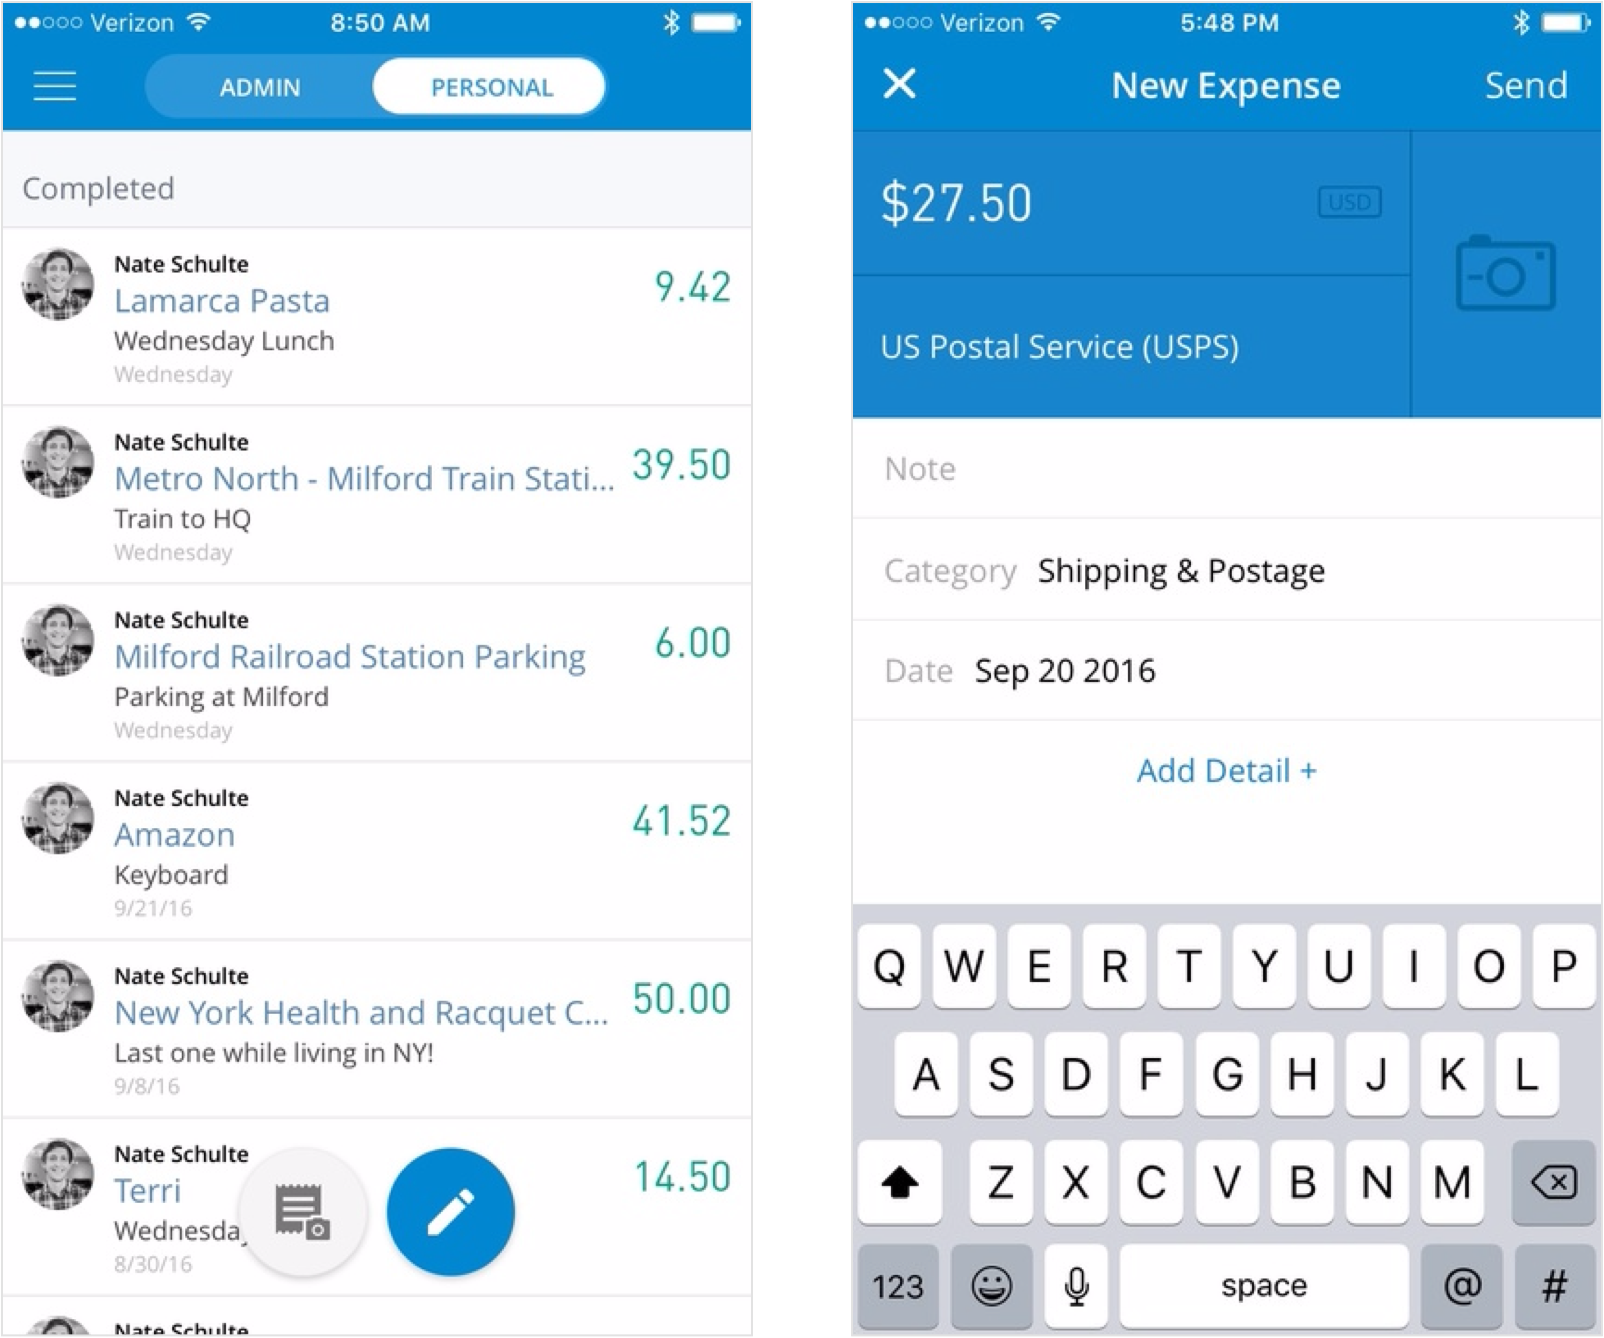 Verizon 8:50 AM
ADMIN PERSONAL
Completed
Nate Schulte
Lamarca Pasta 9.42
Wednesday Lunch
Wednesday
Nate Schulte
Metro North - Milford Train Stati... 39.50
Train to HQ
Wednesday
Nate Schulte
Milford Railroad Station Parking 6.00
Parking at Milford
Wednesday
Nate Schulte
Amazon 41.52
Keyboard
9/21/16
Nate Schulte
New York Health and Racquet C... 50.00
Last one while living in NY!
9/8/16
Nate Schulte
Terri 14.50
Wednesday
8/30/16
Nate Schulte
Verizon 5:48 PM
New Expense Send
$27.50 USD
US Postal Service (USPS)
Note
Category Shipping & Postage
Date Sep 20 2016
Add Detail +
Q W E R T Y U I O P
A S D F G H J K L
Z X C V B N M
123 space @ #